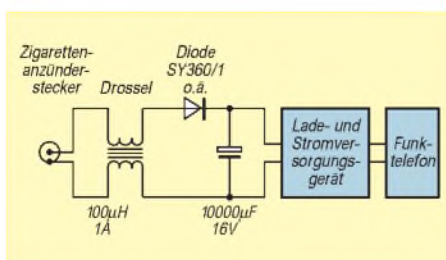 Zigaretten-
anzünder-
stecker
Drossel
Diode
SY360/1
o.ä.
100µH
1A
10000µF
16V
Lade- und
Stromver-
sorgungs-
gerät
Funk-
telefon